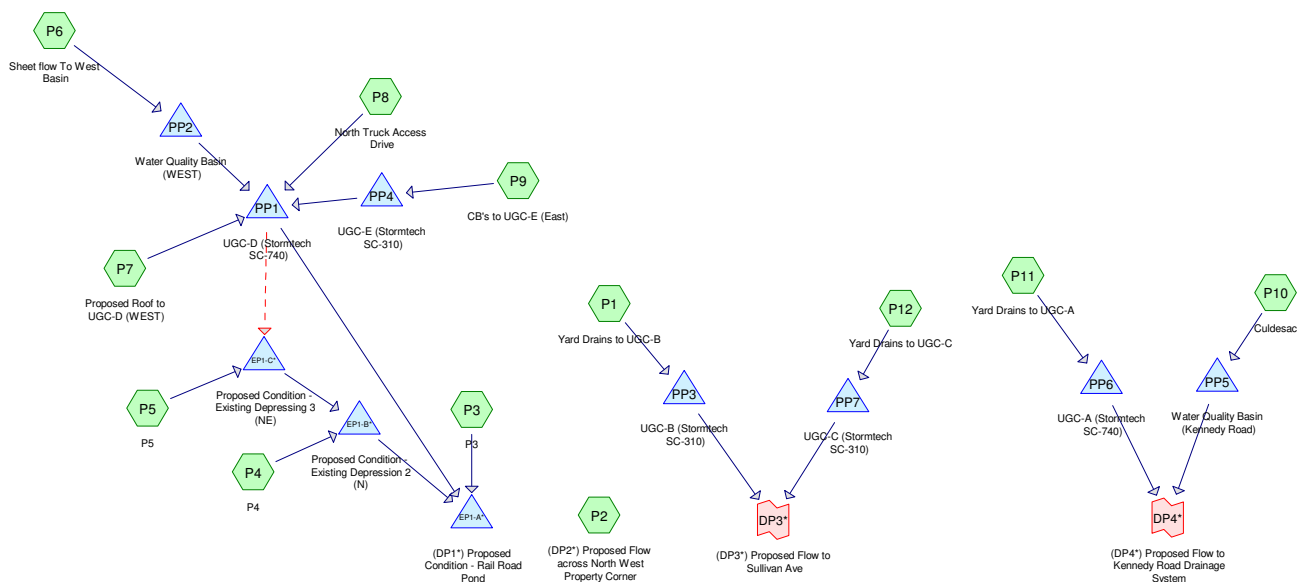 P6
Sheet flow To West
Basin
PP2
Water Quality Basin
(WEST)
P8
North Truck Access
Drive
PP1
UGC-D (Stormtech
SC-740)
PP4
UGC-E (Stormtech
SC-310)
P9
CB's to UGC-E (East)
P7
Proposed Roof to
UGC-D (WEST)
EP1-C*
Proposed Condition -
Existing Depressing 3
(NE)
P5
P5
EP1-B*
Proposed Condition -
Existing Depression 2
(N)
P4
P4
P3
P3
EP1-A*
(DP1*) Proposed
Condition - Rail Road
Pond
P2
(DP2*) Proposed Flow
across North West
Property Corner
P1
Yard Drains to UGC-B
PP3
UGC-B (Stormtech
SC-310)
P12
Yard Drains to UGC-C
PP7
UGC-C (Stormtech
SC-310)
DP3*
(DP3*) Proposed Flow to
Sullivan Ave
P11
Yard Drains to UGC-A
PP6
UGC-A (Stormtech
SC-740)
P10
Culdesac
PP5
Water Quality Basin
(Kennedy Road)
DP4*
(DP4*) Proposed Flow to
Kennedy Road Drainage
System